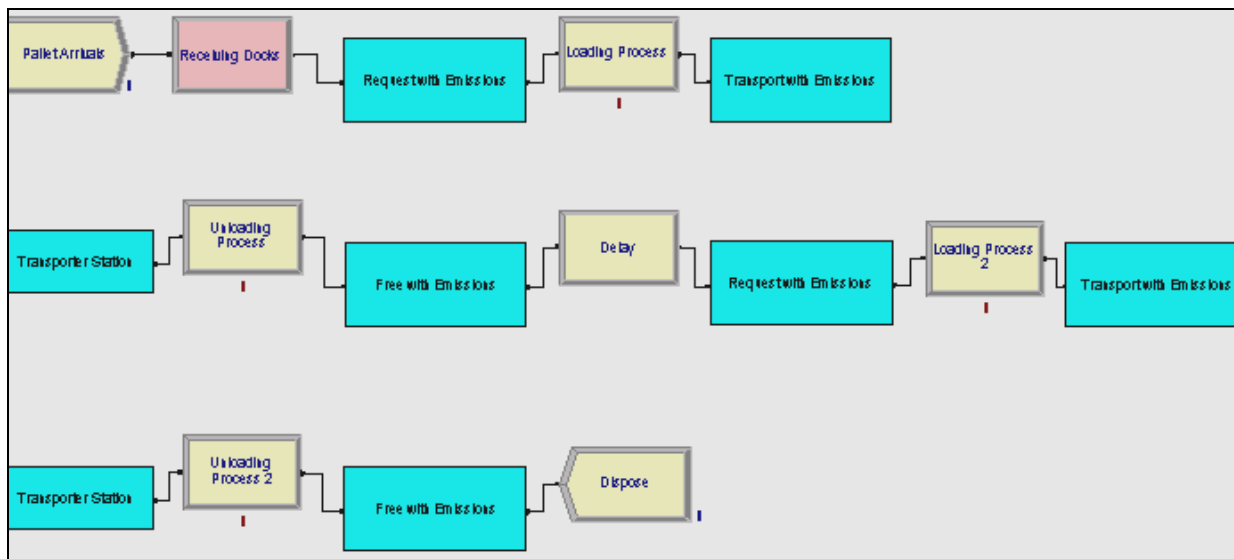 Pallet Arrivals
Receiving Docks
Request with Emissions
Loading Process
Transport with Emissions
Transporter Station
Unloading
Process
Free with Emissions
Delay
Request with Emissions
Loading Process
2
Transport with Emissions
Transporter Station
Unloading
Process 2
Free with Emissions
Dispose